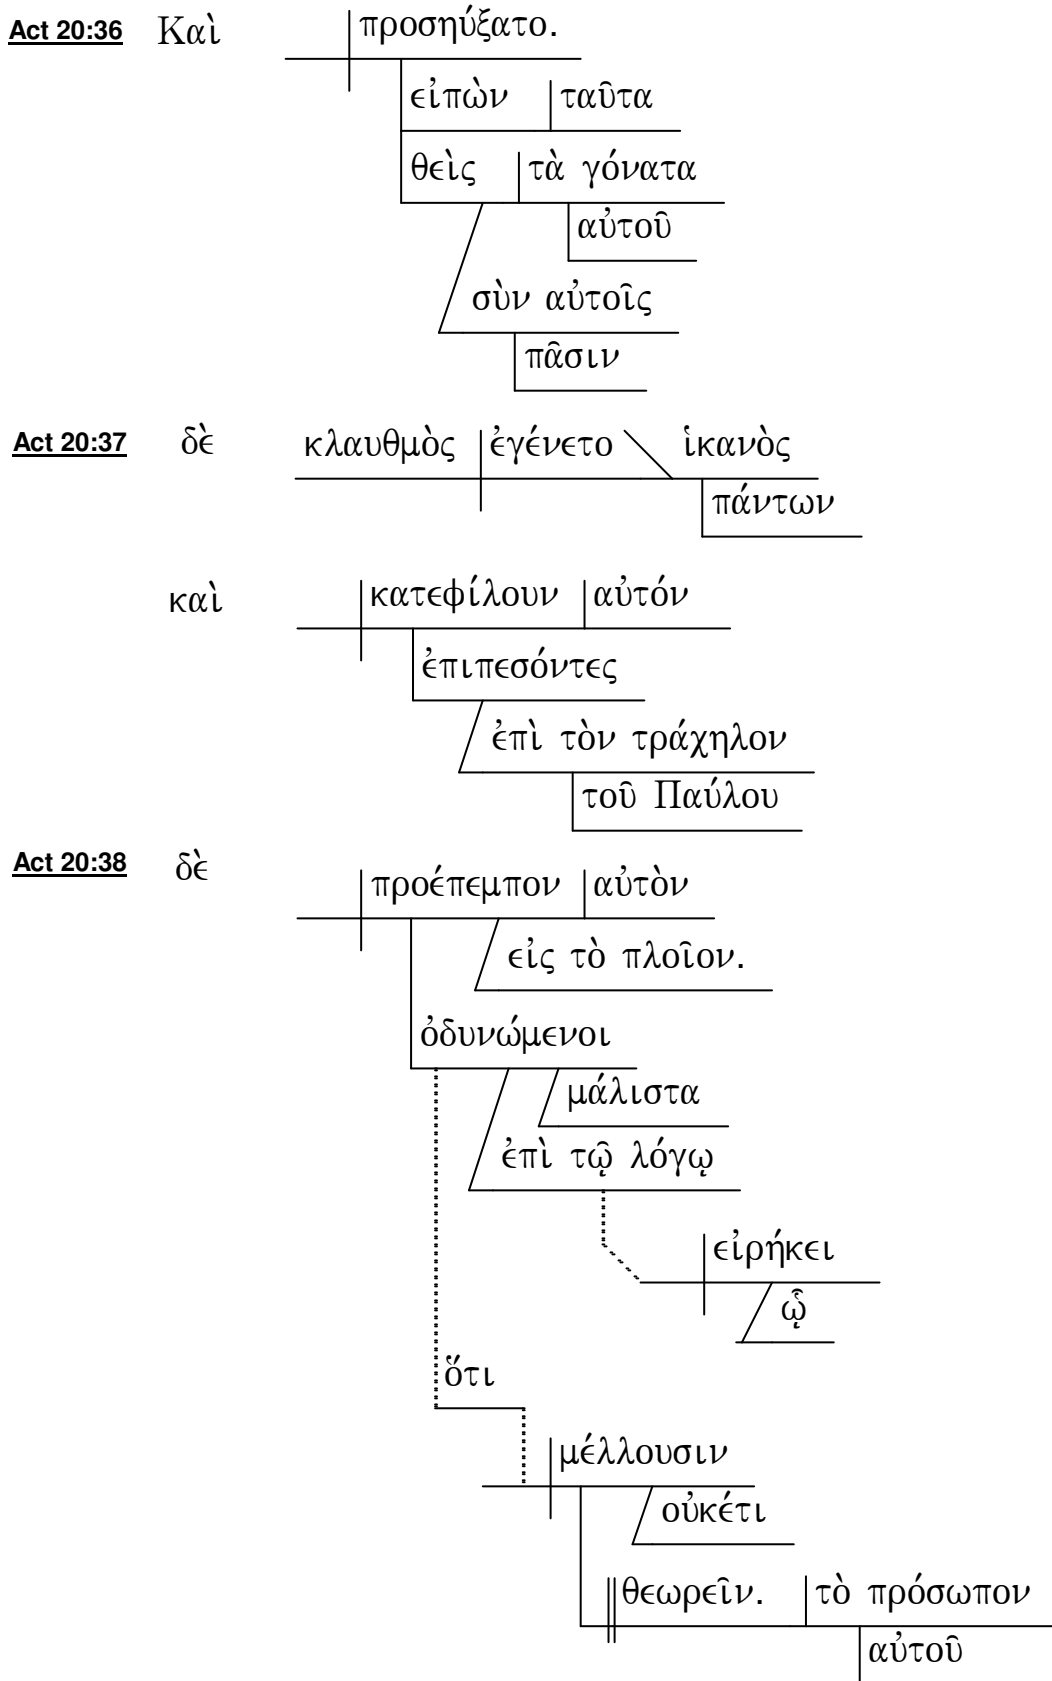 Act 20:36 Καὶ προσηύξατο.
εἰπὼν ταῦτα
θεὶς τὰ γόνατα
αὐτοῦ
σὺν αὐτοῖς
πᾶσιν
Act 20:37 δὲ κλαυθμὸς ἐγένετο ἱκανὸς
πάντων
καὶ κατεφίλουν αὐτόν
ἐπιπεσόντες
ἐπὶ τὸν τράχηλον
τοῦ Παύλου
Act 20:38 δὲ προέπεμπον αὐτὸν
εἰς τὸ πλοῖον.
ὀδυνώμενοι
μάλιστα
ἐπὶ τῷ λόγῳ
εἰρήκει
ᾧ
ὅτι
μέλλουσιν
οὐκέτι
θεωρεῖν. τὸ πρόσωπον
αὐτοῦ